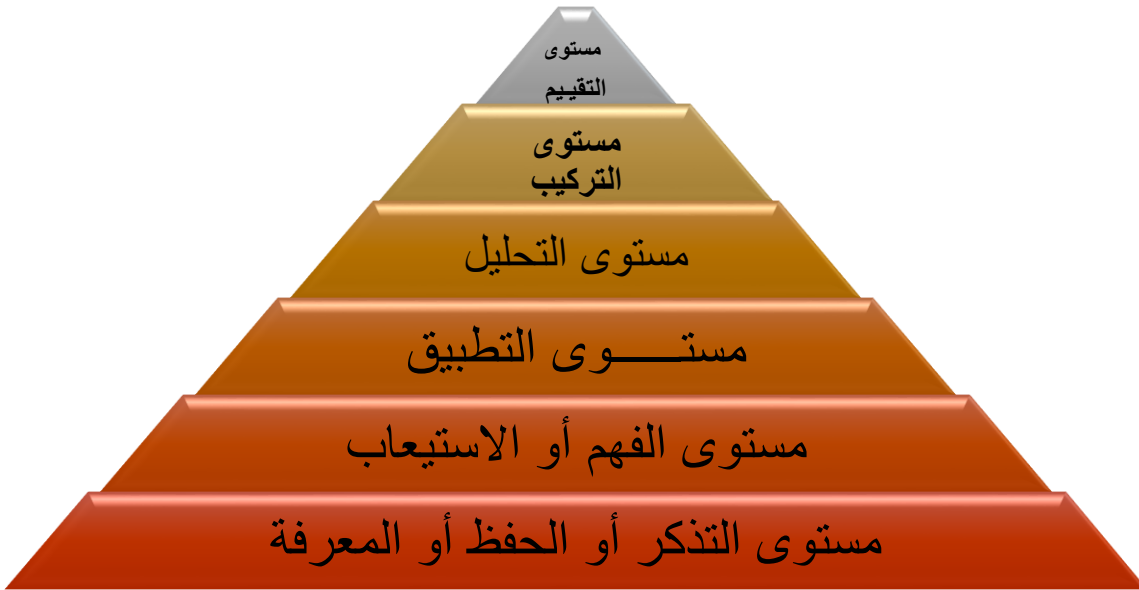 مستوى
التقييم
مستوى
التركيب
مستوى التحليل
مستـــــوى التطبيق
مستوى الفهم أو الاستيعاب
مستوى التذكر أو الحفظ أو المعرفة